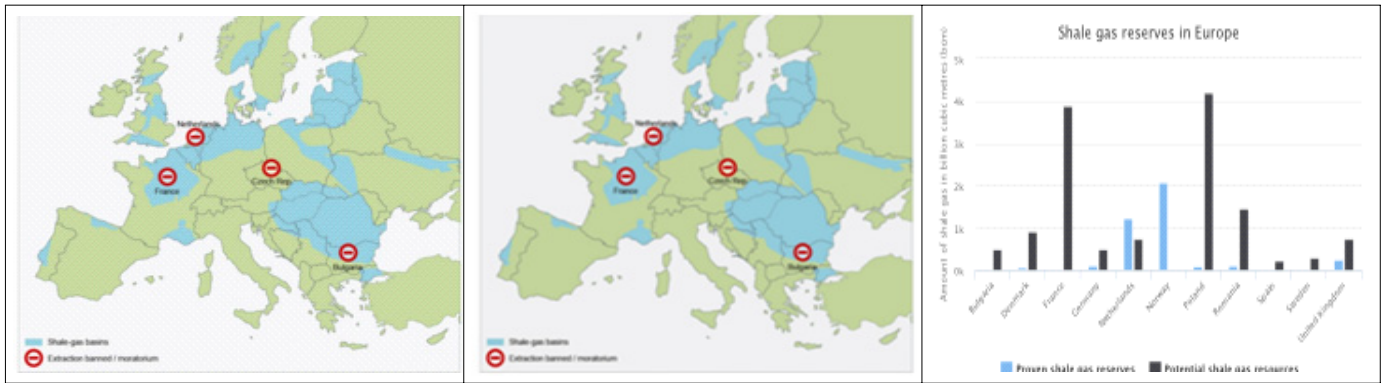 Netherlands
France
Czech Rep.
Bulgaria
Shale-gas basins
Extraction banned / moratorium
Netherlands
France
Czech Rep.
Bulgaria
Shale-gas basins
Extraction banned / moratorium
Shale gas reserves in Europe
Amount of shale gas in billion cubic metres (bcm)
5k
4k
3k
2k
1k
0k
Bulgaria
Denmark
France
Germany
Netherlands
Norway
Poland
Romania
Spain
Sweden
United Kingdom
Proven shale gas reserves
Potential shale gas resources